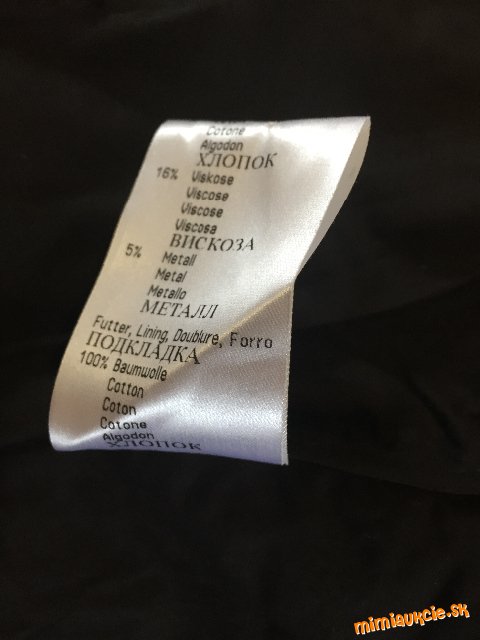 Cotone
Algodon
ХЛОПОК
16% Viskose
Viscose
Viscose
Viscosa
ВИСКОЗА
5% Metall
Metal
Metallo
МЕТАЛЛ
Futter, Lining, Doublure, Forro
ПОДКЛАДКА
100% Baumwolle
Cotton
Coton
Cotone
Algodon
ХЛОПОК
mimiaukcie.sk